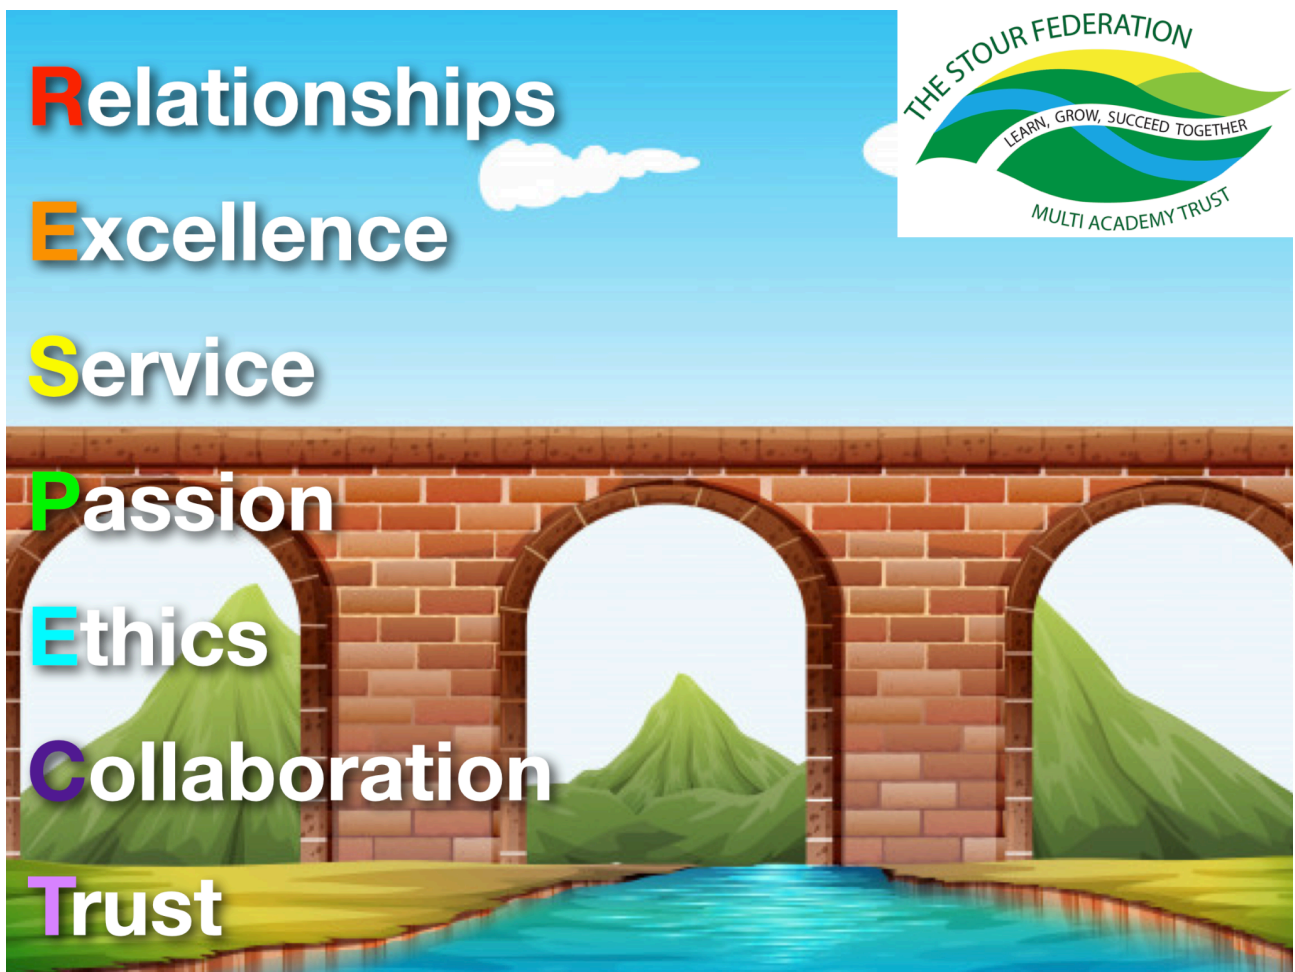 Relationships
Excellence
Service
Passion
Ethics
Collaboration
Trust
THE STOUR FEDERATION
LEARN, GROW, SUCCEED TOGETHER
MULTI ACADEMY TRUST